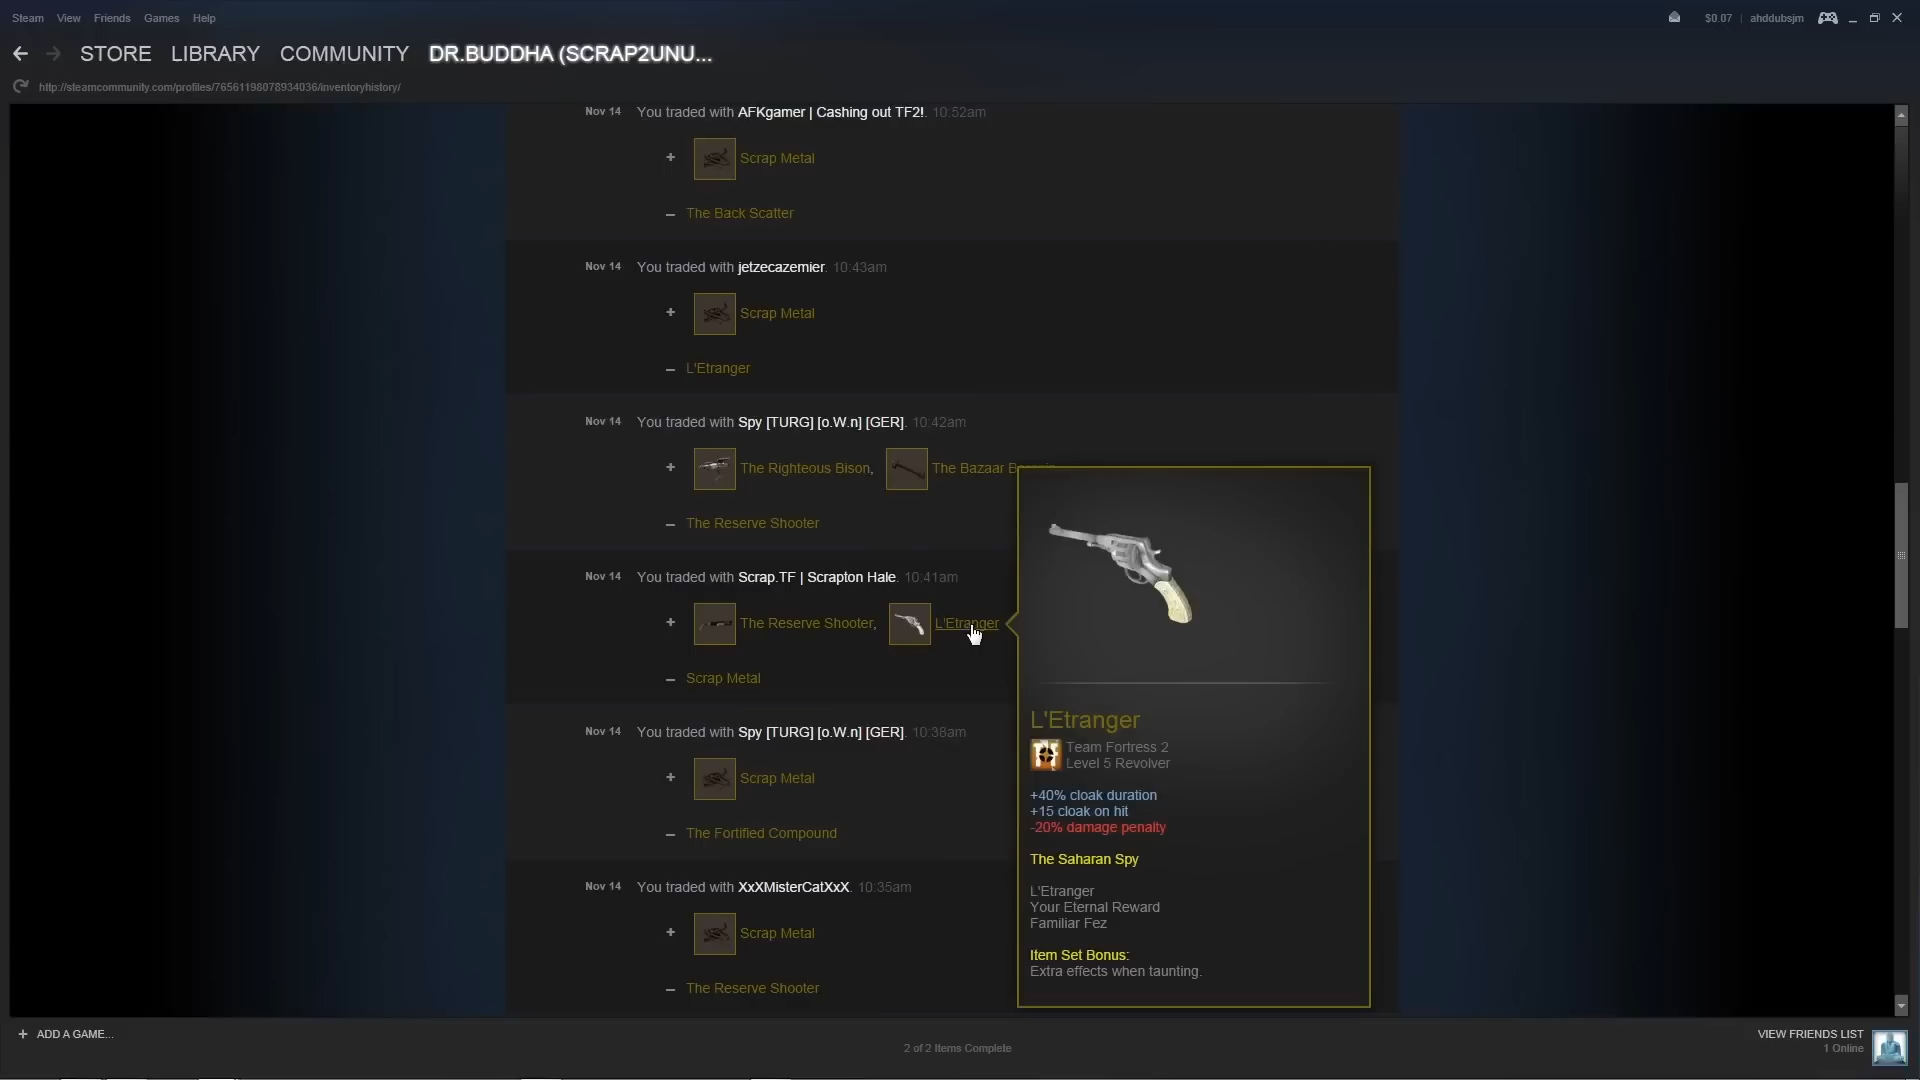 Steam View Friends Games Help
$0.07 | ahddubsjm
STORE LIBRARY COMMUNITY DR.BUDDHA (SCRAP2UNU...
http://steamcommunity.com/profiles/76561198078934036/inventoryhistory/
Nov 14 You traded with AFKgamer | Cashing out TF2!. 10:52am
+ Scrap Metal
– The Back Scatter
Nov 14 You traded with jetzecazemier. 10:43am
+ Scrap Metal
– L'Etranger
Nov 14 You traded with Spy [TURG] [o.W.n] [GER]. 10:42am
+ The Righteous Bison, The Bazaar B
– The Reserve Shooter
Nov 14 You traded with Scrap.TF | Scrapton Hale. 10:41am
+ The Reserve Shooter, L'Etranger
– Scrap Metal
Nov 14 You traded with Spy [TURG] [o.W.n] [GER]. 10:38am
+ Scrap Metal
– The Fortified Compound
Nov 14 You traded with XxXMisterCatXxX. 10:35am
+ Scrap Metal
– The Reserve Shooter
L'Etranger
Team Fortress 2
Level 5 Revolver
+40% cloak duration
+15 cloak on hit
-20% damage penalty
The Saharan Spy
L'Etranger
Your Eternal Reward
Familiar Fez
Item Set Bonus:
Extra effects when taunting.
+ ADD A GAME...
2 of 2 Items Complete
VIEW FRIENDS LIST
1 Online